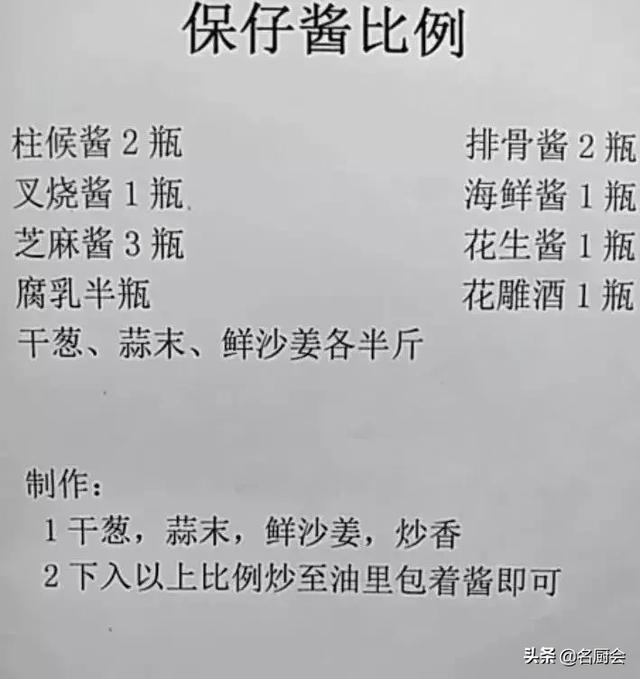 保仔酱比例
柱候酱2瓶 排骨酱2瓶
叉烧酱1瓶 海鲜酱1瓶
芝麻酱3瓶 花生酱1瓶
腐乳半瓶 花雕酒1瓶
干葱、蒜末、鲜沙姜各半斤
制作：
1干葱，蒜末，鲜沙姜，炒香
2下入以上比例炒至油里包着酱即可
头条 @名厨会